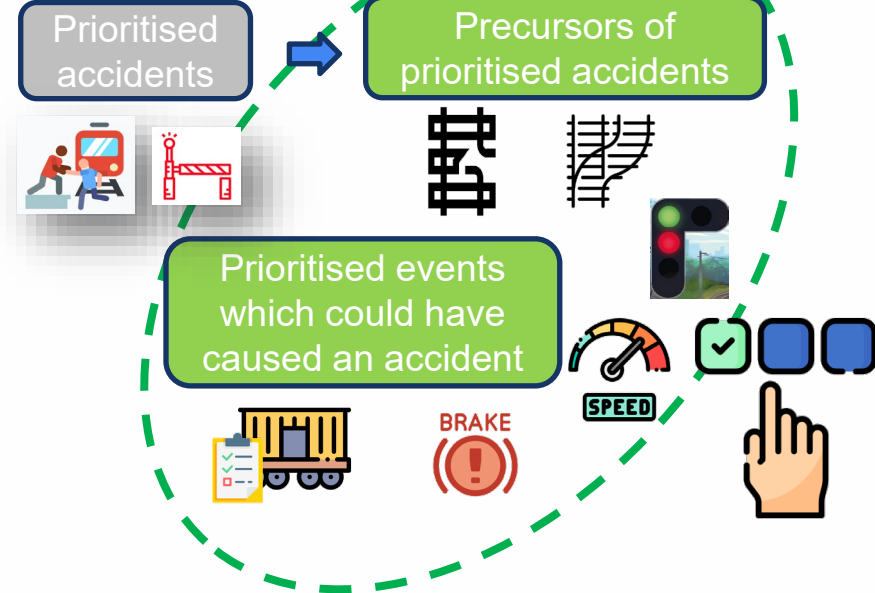 Prioritised
accidents
Precursors of
prioritised accidents
Prioritised events
which could have
caused an accident
SPEED
BRAKE
!